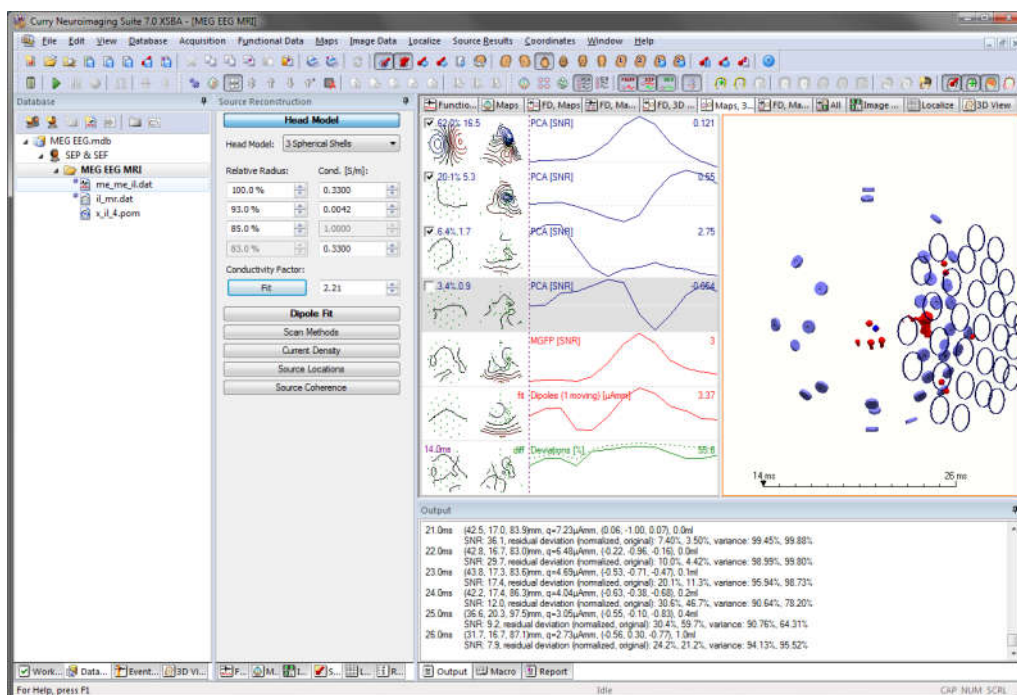 Curry Neuroimaging Suite 7.0 XSBA - [MEG EEG MRI]
File Edit View Database Acquisition Functional Data Maps Image Data Localize Source Results Coordinates Window Help
Database
MEG EEG.mdb
SEP & SEF
MEG EEG MRI
me_me_il.dat
il_mr.dat
x_il_4.pom
Source Reconstruction
Head Model
Head Model: 3 Spherical Shells
Relative Radius: Cond. [S/m]:
100.0 % 0.3300
93.0 % 0.0042
85.0 % 1.0000
83.0 % 0.3300
Conductivity Factor:
Fit 2.21
Dipole Fit
Scan Methods
Current Density
Source Locations
Source Coherence
Functio... Maps FD, Maps FD, Ma... FD, 3D ... Maps, 3... FD, Ma... All Image ... Localize 3D View
62.0% 16.5 PCA [SNR] 0.121
20.1% 5.3 PCA [SNR] 0.55
6.4% 1.7 PCA [SNR] 2.75
3.4% 0.9 PCA [SNR]
MGFP [SNR] 3
fit Dipoles (1 moving) [µAmm] 3.37
14.0ms diff Deviations [%] 55.6
14 ms 26 ms
Output
21.0ms (42.5, 17.0, 83.9)mm, q=7.23µAmm, (0.06, -1.00, 0.07), 0.0ml
SNR: 36.1, residual deviation (normalized, original): 7.40%, 3.50%, variance: 99.45%, 99.88%
22.0ms (42.8, 16.7, 83.0)mm, q=6.48µAmm, (-0.22, -0.96, -0.16), 0.0ml
SNR: 29.7, residual deviation (normalized, original): 10.0%, 4.42%, variance: 98.99%, 99.80%
23.0ms (43.8, 17.3, 83.6)mm, q=4.69µAmm, (-0.53, -0.71, -0.47), 0.1ml
SNR: 17.4, residual deviation (normalized, original): 20.1%, 11.3%, variance: 95.94%, 98.73%
24.0ms (42.2, 17.4, 86.3)mm, q=4.04µAmm, (-0.63, -0.38, -0.68), 0.2ml
SNR: 12.0, residual deviation (normalized, original): 30.6%, 46.7%, variance: 90.64%, 78.20%
25.0ms (36.6, 20.3, 97.5)mm, q=3.05µAmm, (-0.55, -0.10, -0.83), 0.4ml
SNR: 9.2, residual deviation (normalized, original): 30.4%, 59.7%, variance: 90.76%, 64.31%
26.0ms (31.7, 16.7, 87.1)mm, q=2.73µAmm, (-0.56, 0.30, -0.77), 1.0ml
SNR: 7.9, residual deviation (normalized, original): 24.2%, 21.2%, variance: 94.13%, 95.52%
Work... Data... Event... 3D Vi... F... M... I... S... L... R... Output Macro Report
For Help, press F1 Idle CAP NUM SCRL